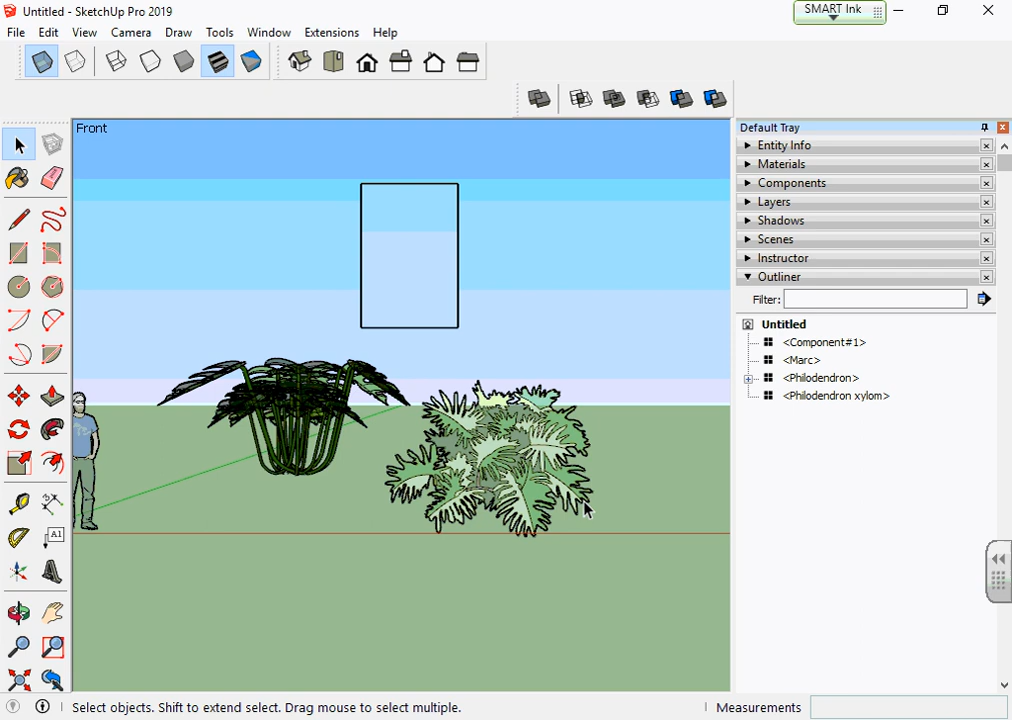 Untitled - SketchUp Pro 2019
SMART Ink
File Edit View Camera Draw Tools Window Extensions Help
Front
Default Tray
Entity Info
Materials
Components
Layers
Shadows
Scenes
Instructor
Outliner
Filter:
Untitled
<Component#1>
<Marc>
<Philodendron>
<Philodendron xylom>
A1
Select objects. Shift to extend select. Drag mouse to select multiple.
Measurements